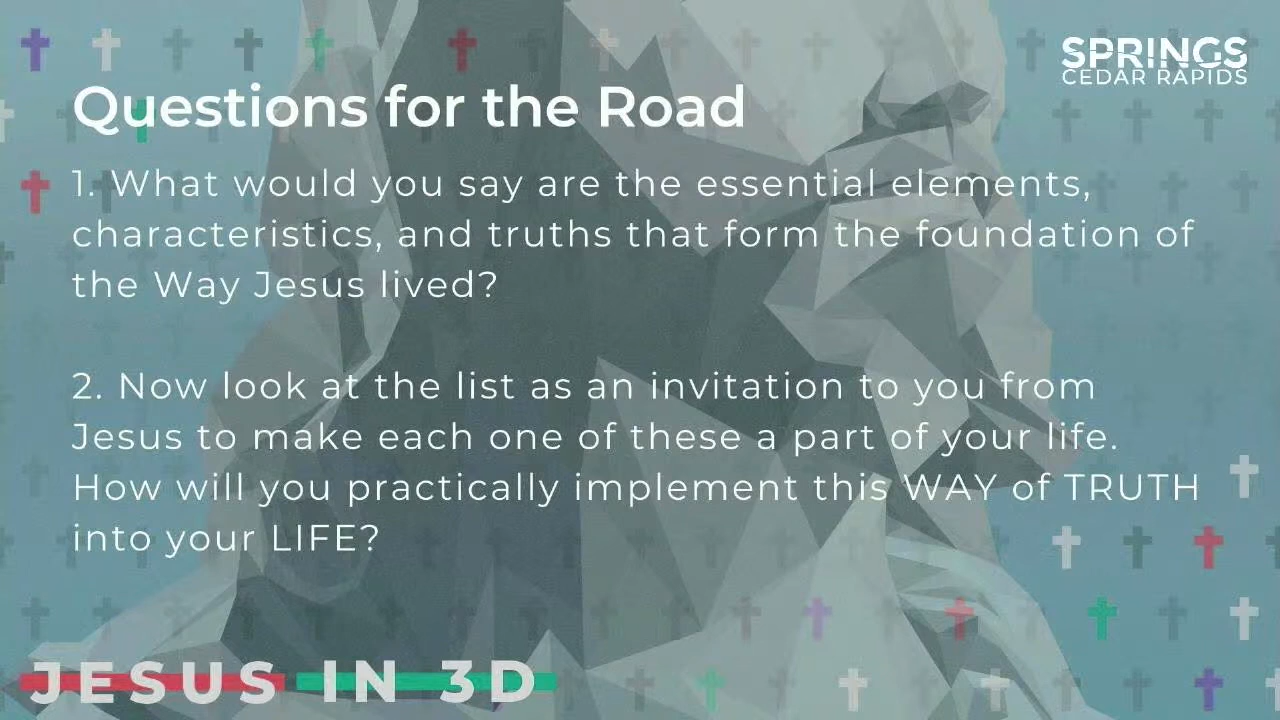 SPRINGS
CEDAR RAPIDS
Questions for the Road
1. What would you say are the essential elements,
characteristics, and truths that form the foundation of
the Way Jesus lived?
2. Now look at the list as an invitation to you from
Jesus to make each one of these a part of your life.
How will you practically implement this WAY of TRUTH
into your LIFE?
JESUS IN 3D